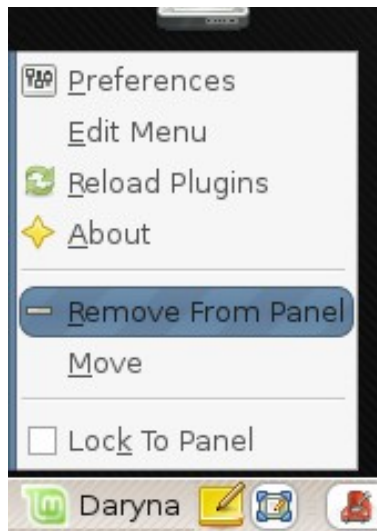 Preferences
Edit Menu
Reload Plugins
About
Remove From Panel
Move
Lock To Panel
Daryna